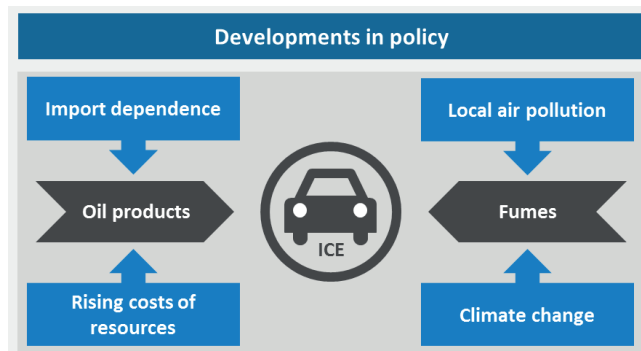 Developments in policy
Import dependence
Local air pollution
Oil products
ICE
Fumes
Rising costs of
resources
Climate change